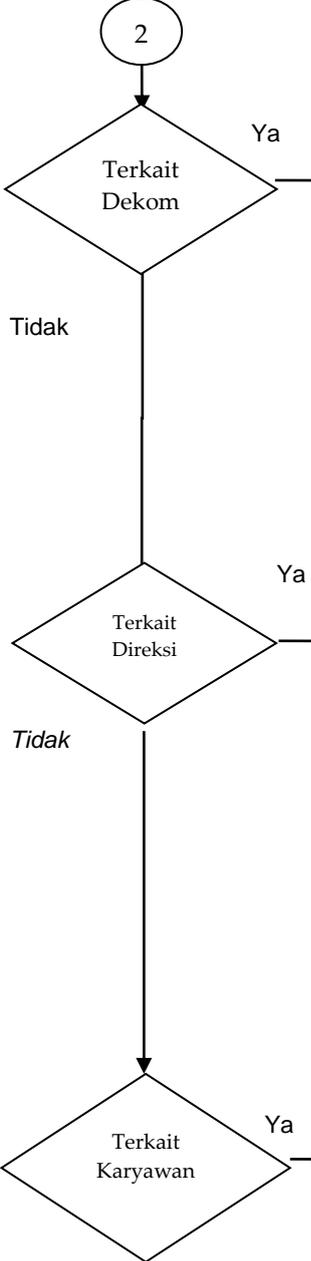 2
Ya
Terkait
Dekom
Tidak
Ya
Terkait
Direksi
Tidak
Ya
Terkait
Karyawan